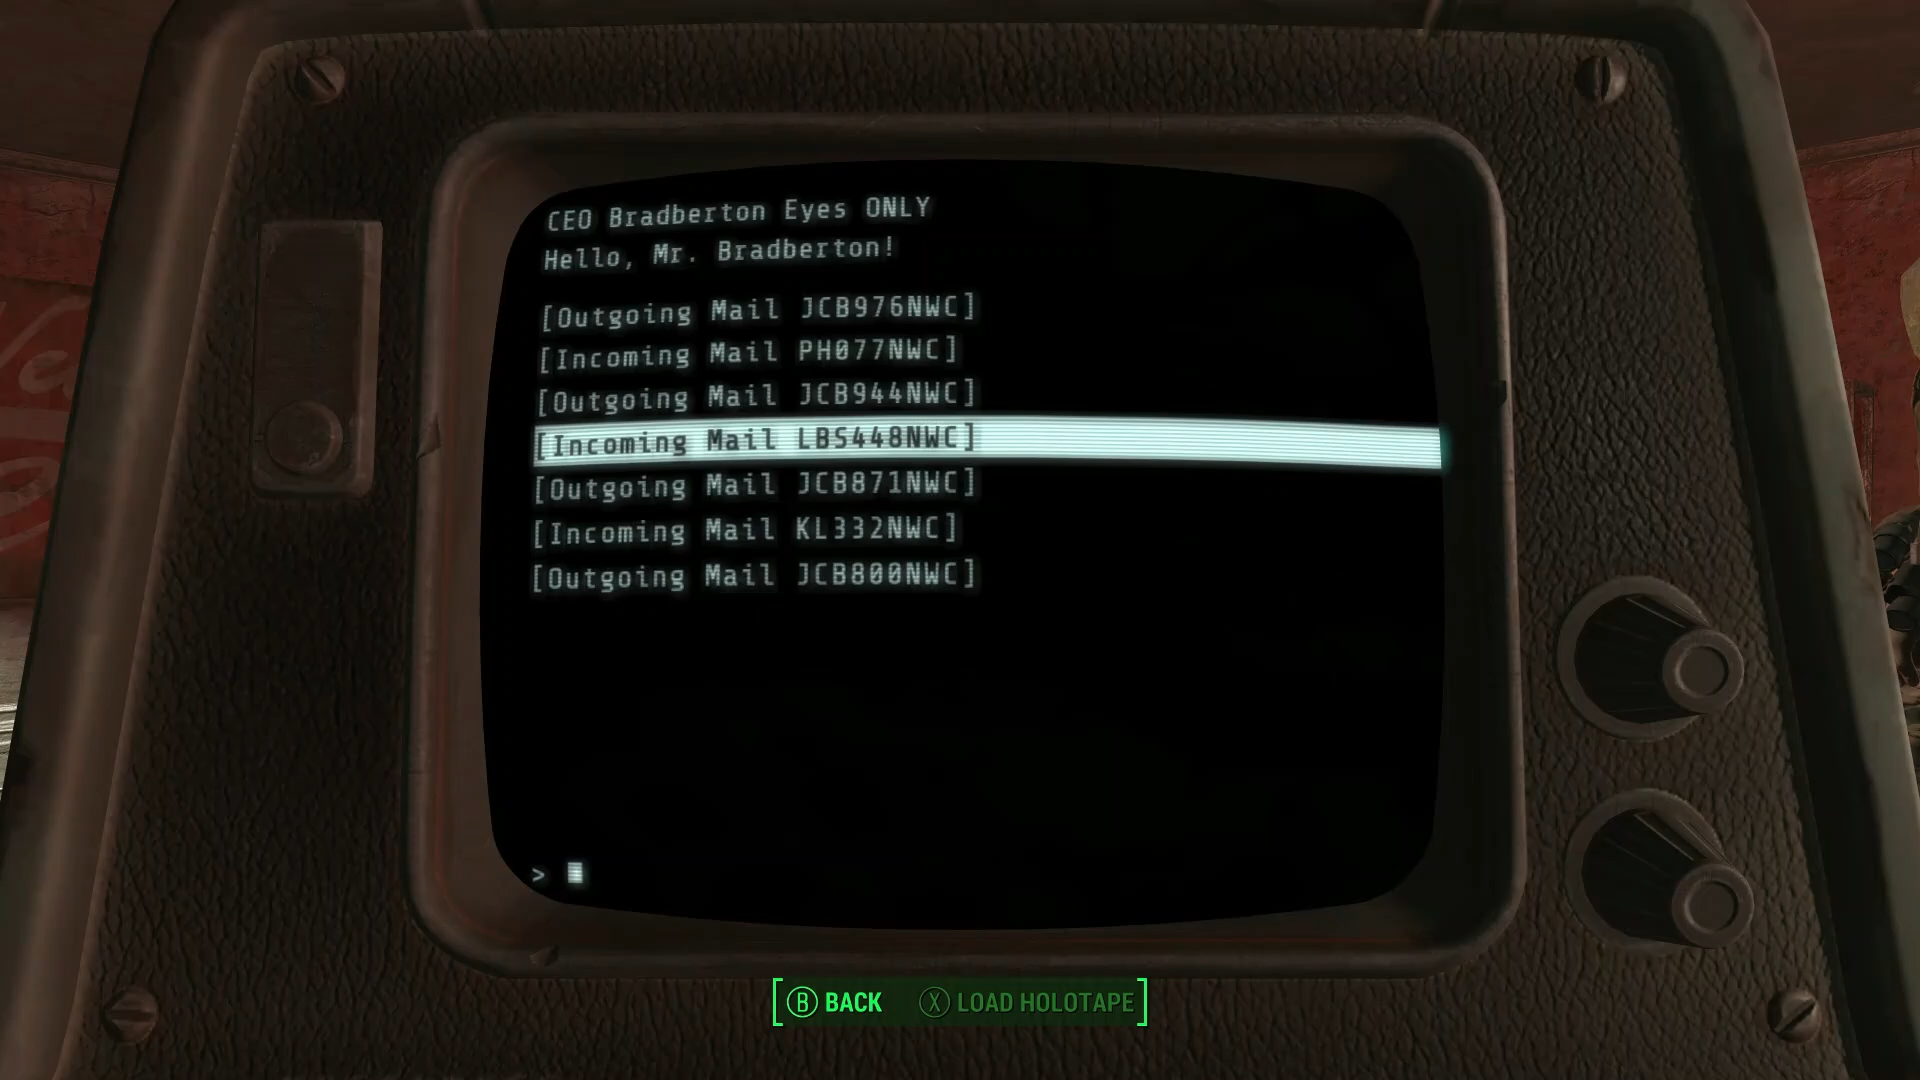 CEO Bradberton Eyes ONLY
Hello, Mr. Bradberton!
[Outgoing Mail JCB976NWC]
[Incoming Mail PH077NWC]
[Outgoing Mail JCB944NWC]
[Incoming Mail LBS448NWC]
[Outgoing Mail JCB871NWC]
[Incoming Mail KL332NWC]
[Outgoing Mail JCB800NWC]
>
[Ⓑ BACK Ⓧ LOAD HOLOTAPE]